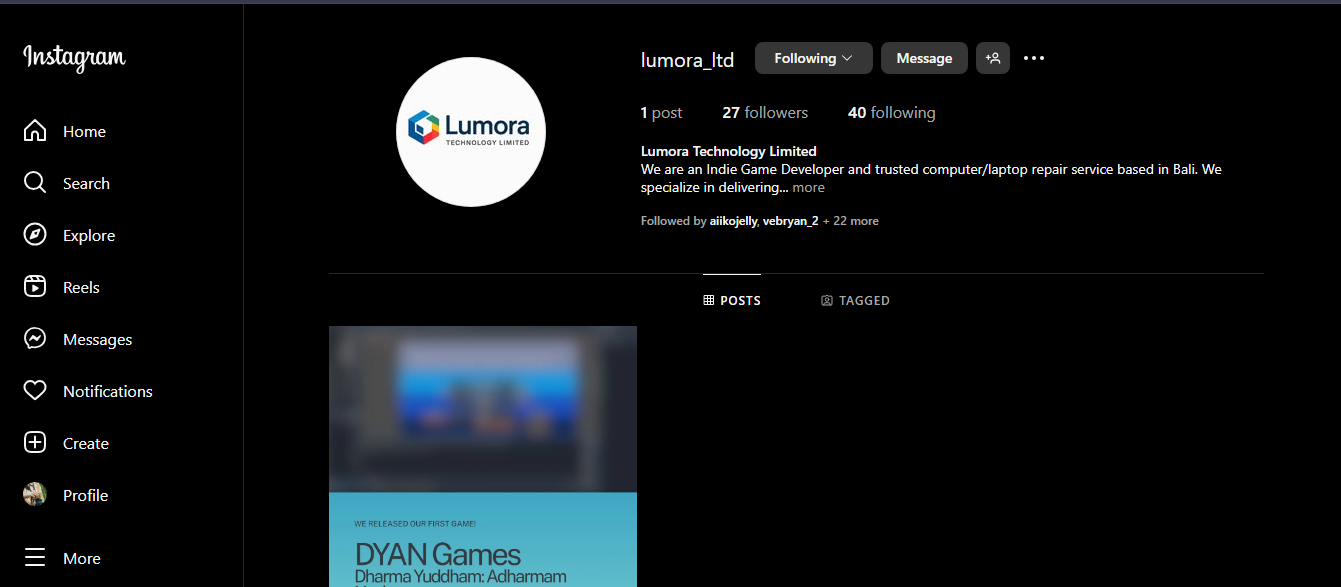 Instagram
Home
Search
Explore
Reels
Messages
Notifications
Create
Profile
More
Lumora
TECHNOLOGY LIMITED
lumora_ltd
Following
Message
1 post
27 followers
40 following
Lumora Technology Limited
We are an Indie Game Developer and trusted computer/laptop repair service based in Bali. We
specialize in delivering... more
Followed by aiikojelly, vebryan_2 + 22 more
POSTS
TAGGED
WE RELEASED OUR FIRST GAME!
DYAN Games
Dharma Yuddham: Adharmam